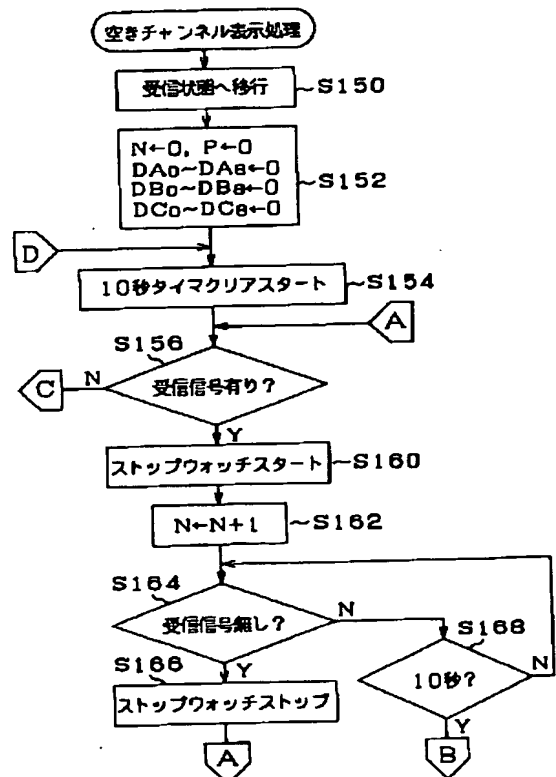 空きチャンネル表示処理
受信状態へ移行
~S150
N←0, P←0
DA0~DA8←0
DB0~DB8←0
DC0~DC8←0
~S152
D
10秒タイマクリアスタート
~S154
A
S156
受信信号有り?
N
C
Y
ストップウォッチスタート
~S160
N←N+1
~S162
S164
受信信号無し?
N
S168
Y
10秒?
N
S166
ストップウォッチストップ
Y
A
B